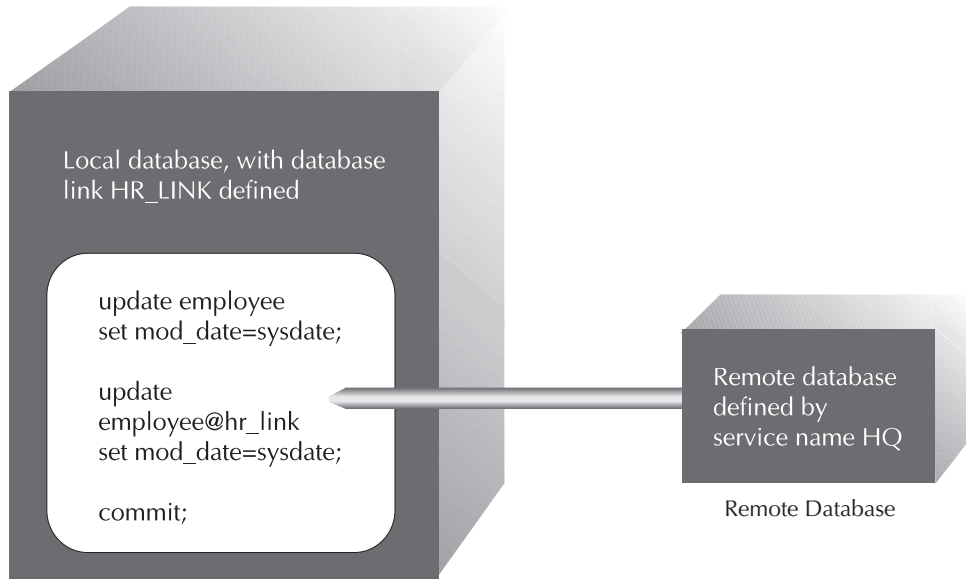 Local database, with database
link HR_LINK defined
update employee
set mod_date=sysdate;
update
employee@hr_link
set mod_date=sysdate;
commit;
Remote database
defined by
service name HQ
Remote Database